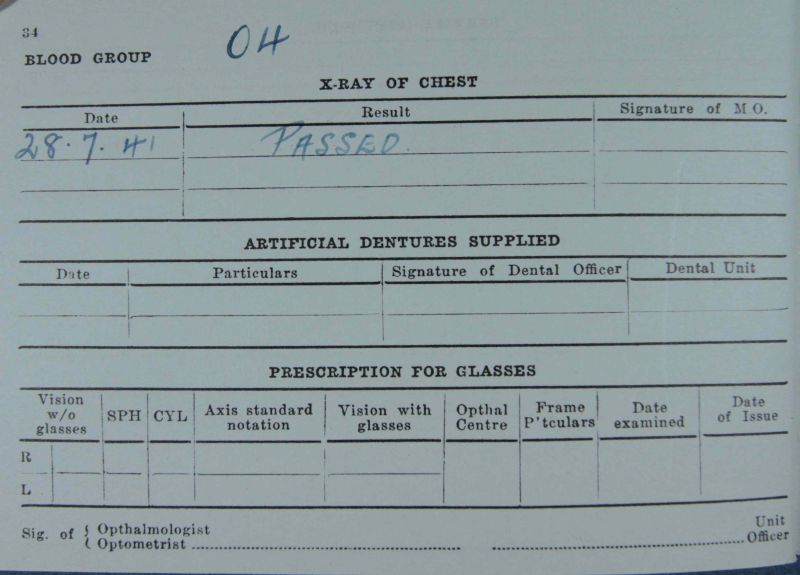 34
BLOOD GROUP O4
X-RAY OF CHEST
Date Result Signature of M O.
28.7.41 PASSED.
ARTIFICIAL DENTURES SUPPLIED
Date Particulars Signature of Dental Officer Dental Unit
PRESCRIPTION FOR GLASSES
Vision w/o glasses SPH CYL Axis standard notation Vision with glasses Opthal Centre Frame P'tculars Date examined Date of Issue
R
L
Sig. of { Opthalmologist
Optometrist
Unit
Officer